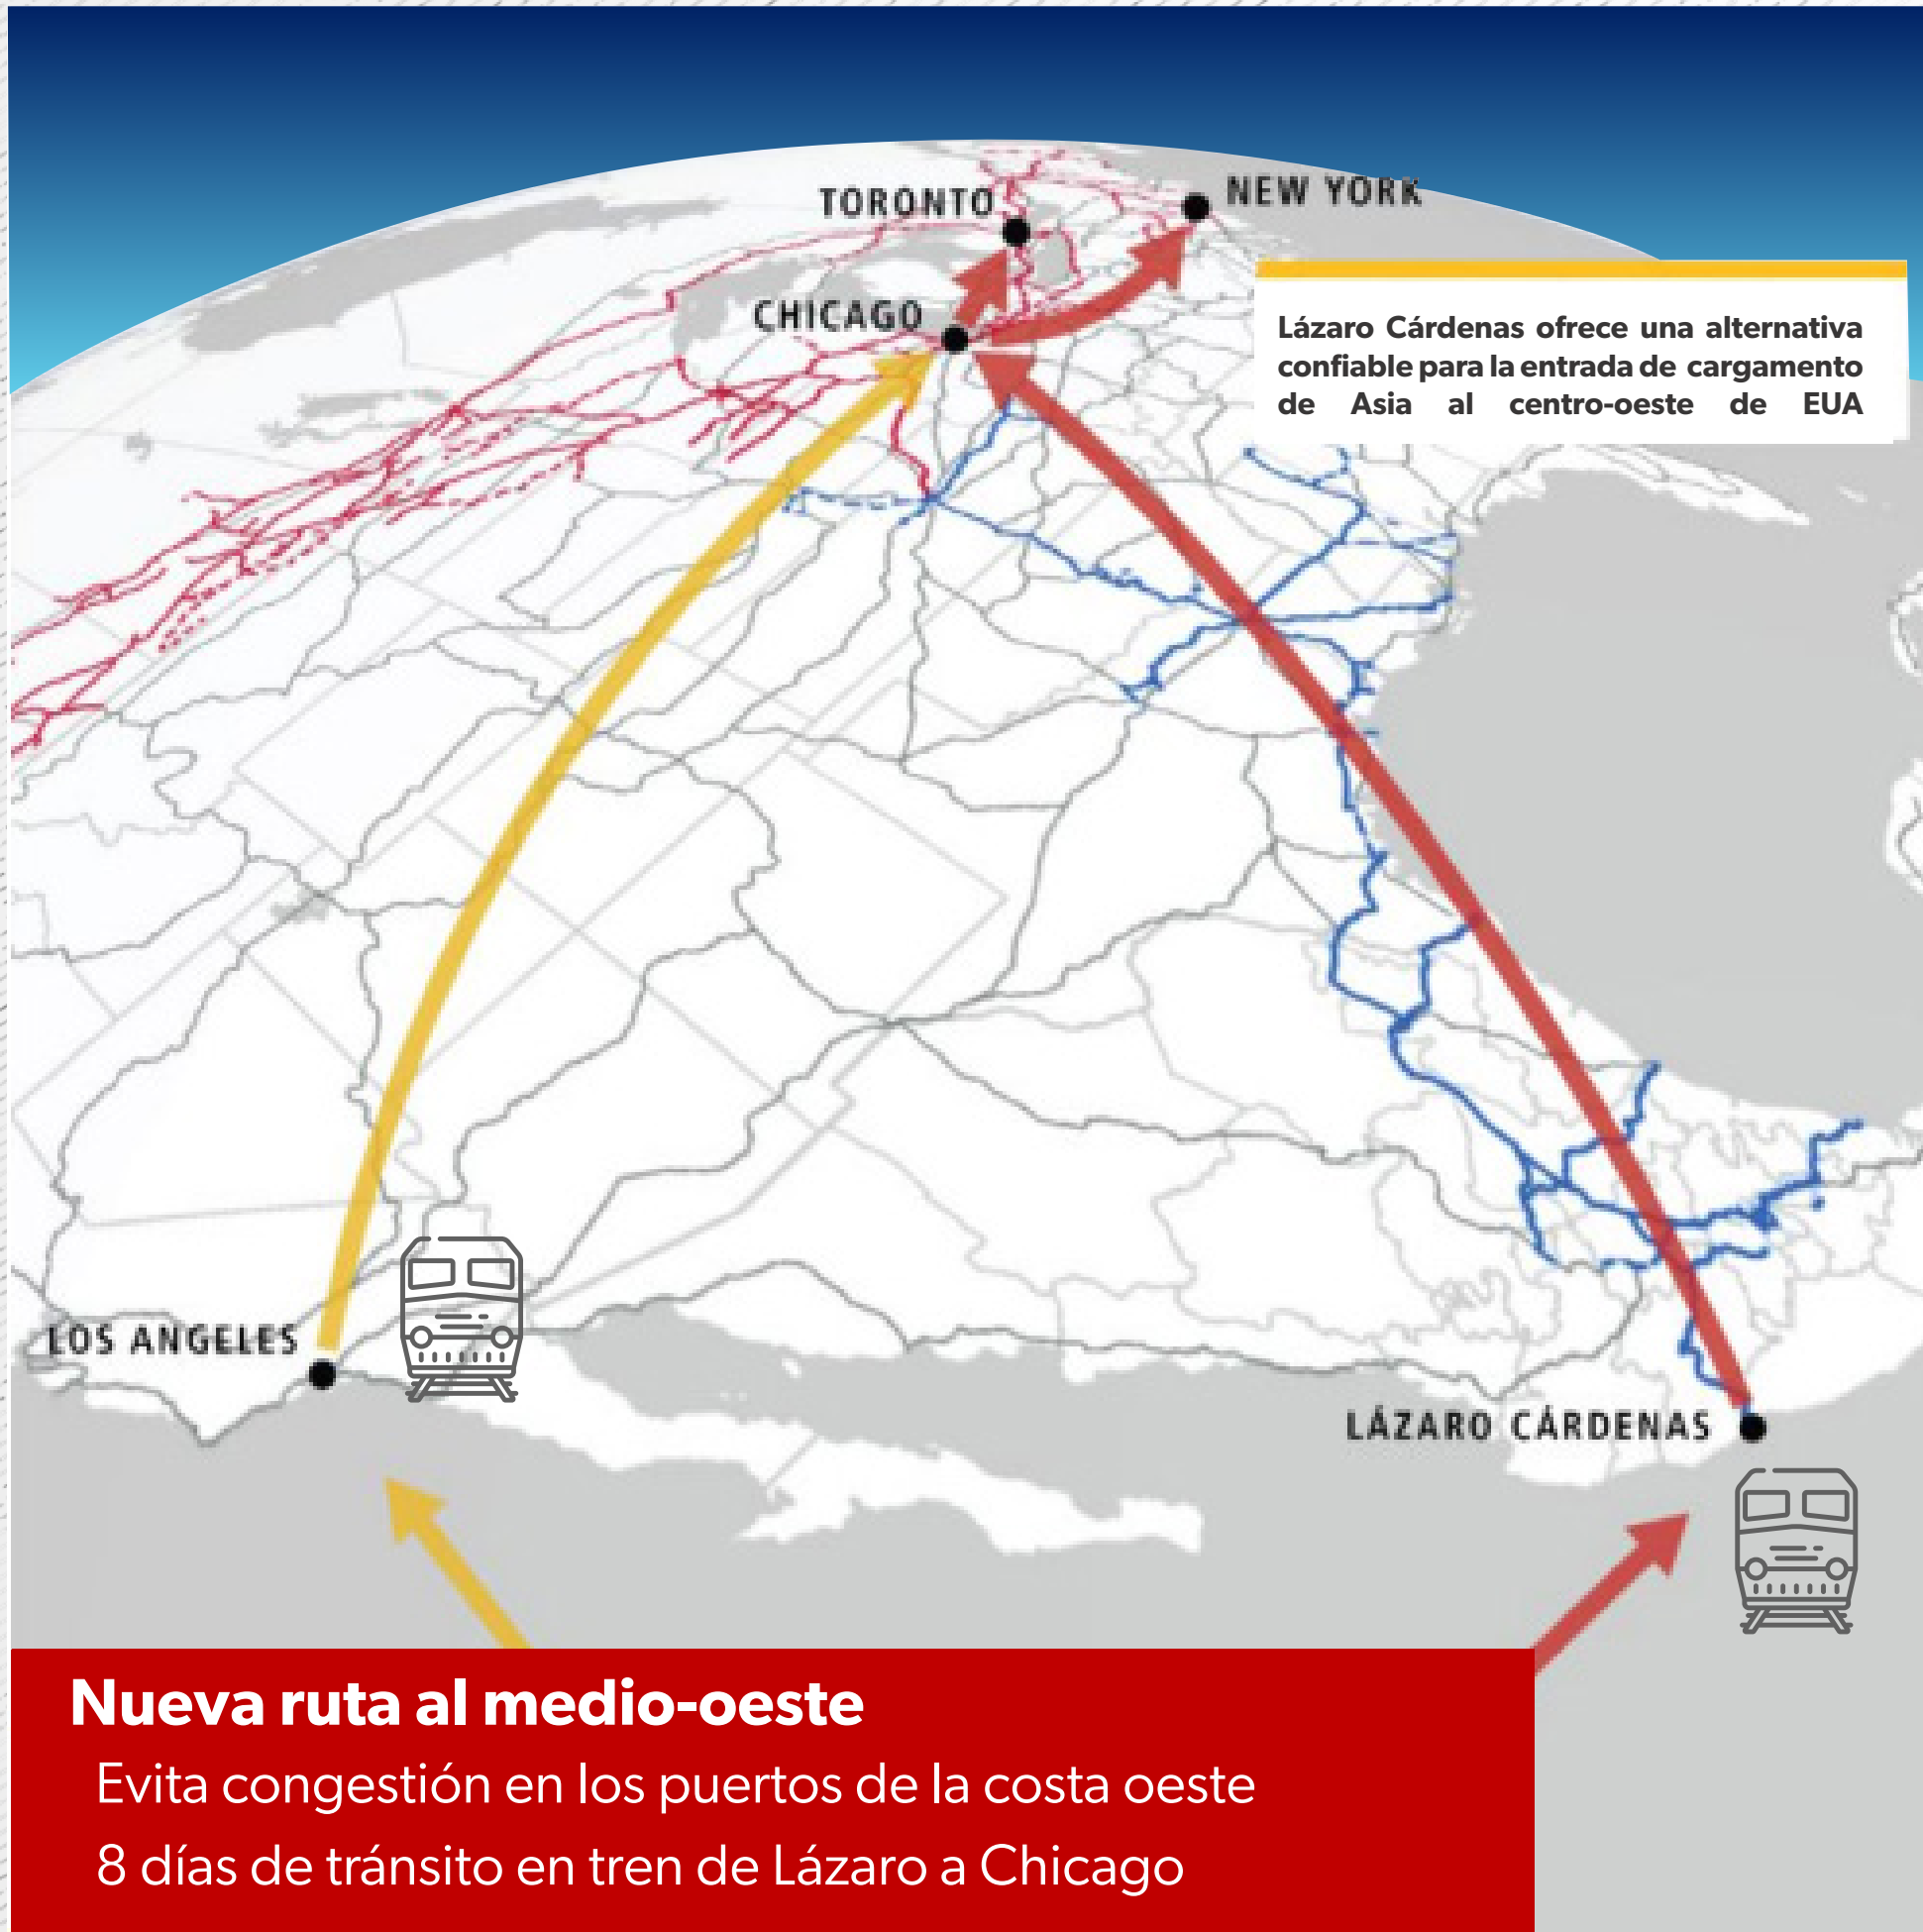 TORONTO
NEW YORK
CHICAGO
Lázaro Cárdenas ofrece una alternativa
confiable para la entrada de cargamento
de Asia al centro-oeste de EUA
LOS ANGELES
LÁZARO CÁRDENAS
Nueva ruta al medio-oeste
Evita congestión en los puertos de la costa oeste
8 días de tránsito en tren de Lázaro a Chicago